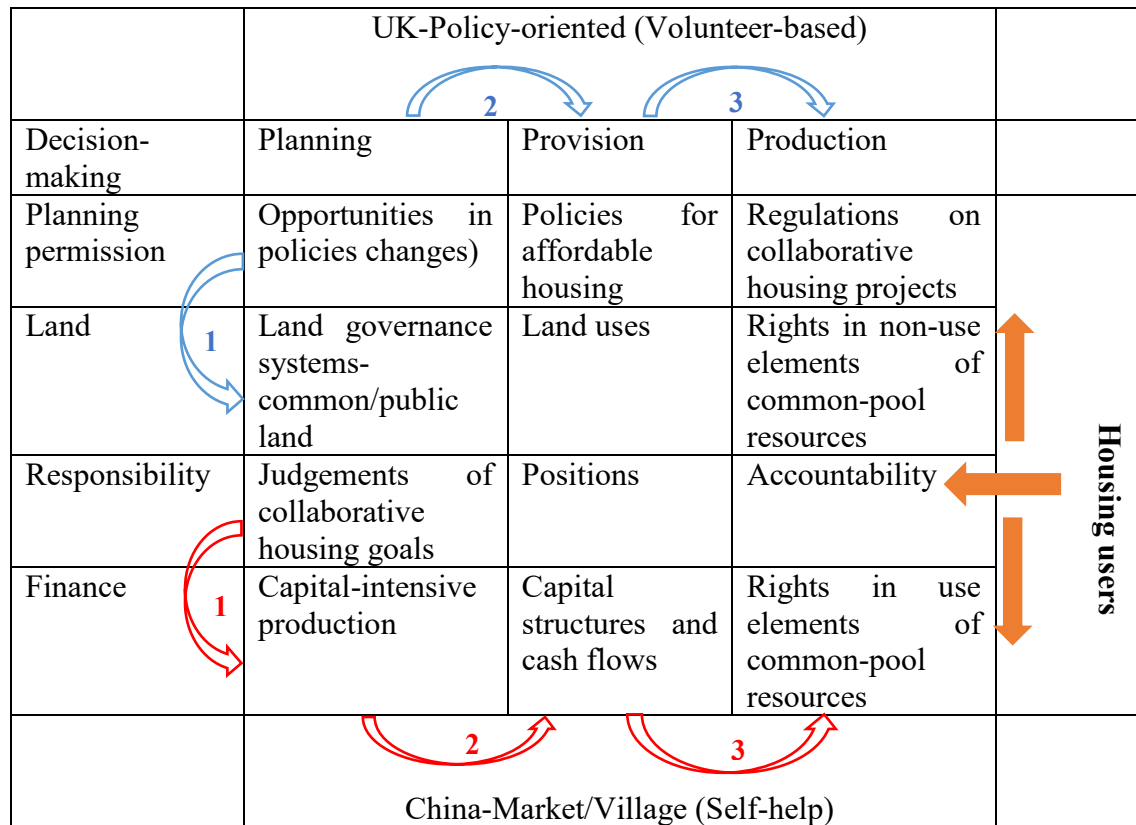 UK-Policy-oriented (Volunteer-based)
2
3
Decision-
making
Planning
Provision
Production
Planning
permission
Opportunities in
policies changes)
Policies for
affordable
housing
Regulations on
collaborative
housing projects
1
Land
Land governance
systems-
common/public
land
Land uses
Rights in non-use
elements of
common-pool
resources
Responsibility
Judgements of
collaborative
housing goals
Positions
Accountability
Housing users
1
Finance
Capital-intensive
production
Capital
structures and
cash flows
Rights in use
elements of
common-pool
resources
2
3
China-Market/Village (Self-help)